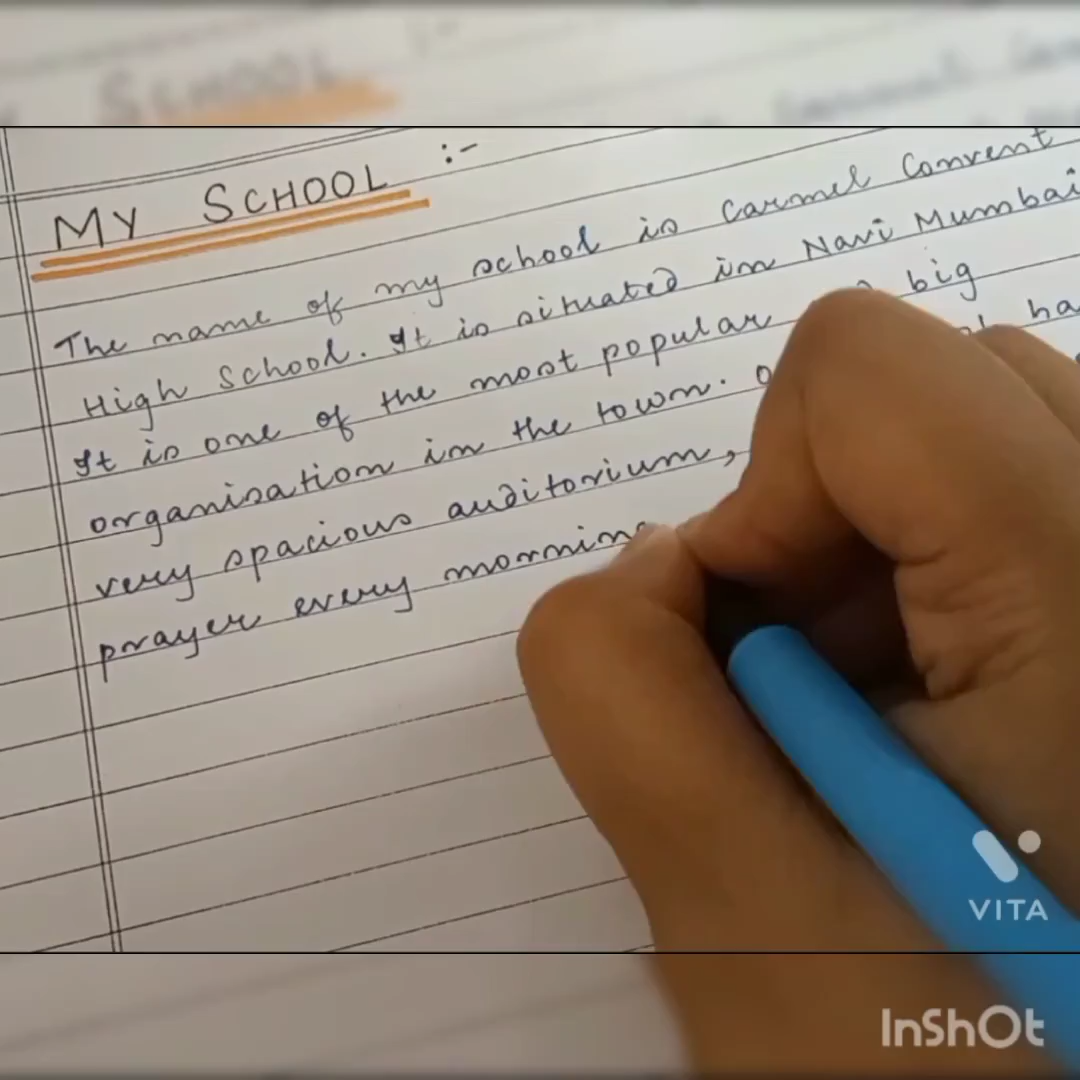 MY SCHOOL :-
The name of my school is Carmel Convent
High School. It is situated in Navi Mumbai
It is one of the most popular big
organisation in the town.
very spacious auditorium,
prayer every mornin
VITA
InShOt